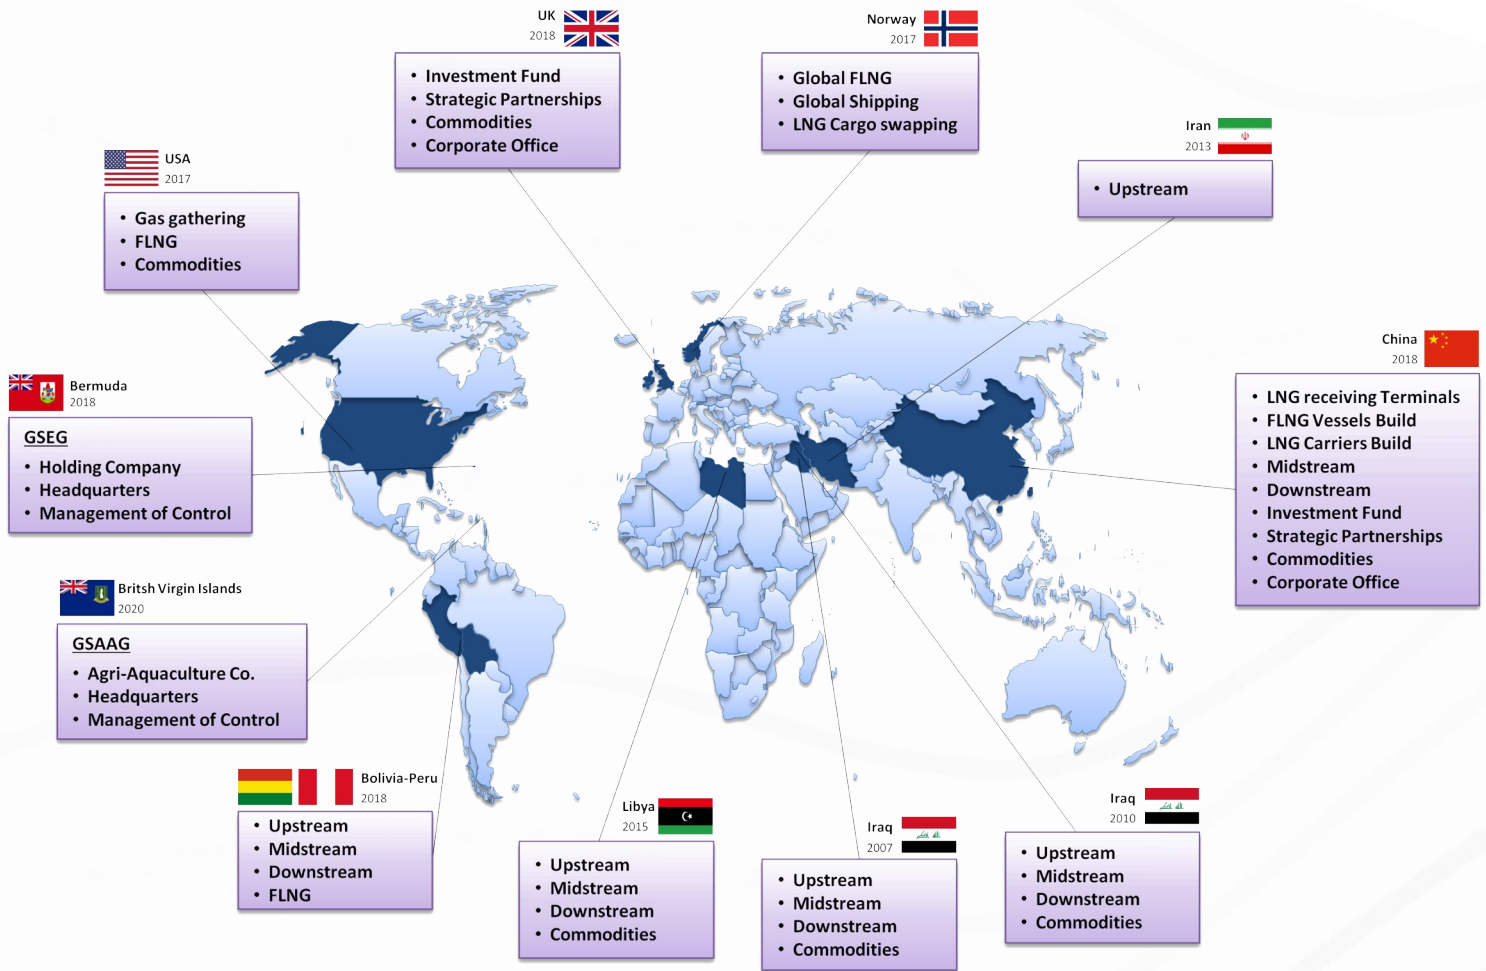 UK
2018
• Investment Fund
• Strategic Partnerships
• Commodities
• Corporate Office
Norway
2017
• Global FLNG
• Global Shipping
• LNG Cargo swapping
Iran
2013
• Upstream
USA
2017
• Gas gathering
• FLNG
• Commodities
China
2018
• LNG receiving Terminals
• FLNG Vessels Build
• LNG Carriers Build
• Midstream
• Downstream
• Investment Fund
• Strategic Partnerships
• Commodities
• Corporate Office
Bermuda
2018
GSEG
• Holding Company
• Headquarters
• Management of Control
Britsh Virgin Islands
2020
GSAAG
• Agri-Aquaculture Co.
• Headquarters
• Management of Control
Bolivia-Peru
2018
• Upstream
• Midstream
• Downstream
• FLNG
Libya
2015
• Upstream
• Midstream
• Downstream
• Commodities
Iraq
2007
• Upstream
• Midstream
• Downstream
• Commodities
Iraq
2010
• Upstream
• Midstream
• Downstream
• Commodities